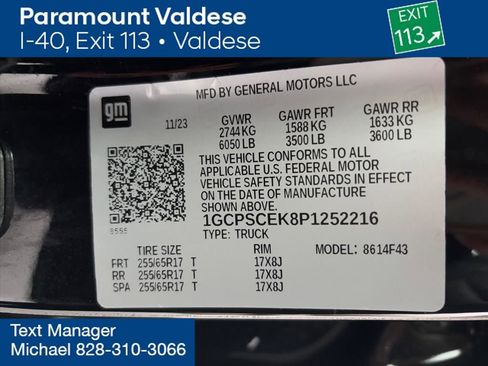 Paramount Valdese
I-40, Exit 113 • Valdese
EXIT
113
gm
MFD BY GENERAL MOTORS LLC
11/23 GVWR GAWR FRT GAWR RR
2744 KG 1588 KG 1633 KG
6050 LB 3500 LB 3600 LB
THIS VEHICLE CONFORMS TO ALL
APPLICABLE U.S. FEDERAL MOTOR
VEHICLE SAFETY STANDARDS IN EFFECT
ON THE DATE OF MANUFACTURE
SHOWN ABOVE.
1GCPSCEK8P1252216
TYPE: TRUCK
TIRE SIZE RIM MODEL: 8614F43
FRT 255/65R17 T 17X8J
RR 255/65R17 T 17X8J
SPA 255/65R17 T 17X8J
Text Manager
Michael 828-310-3066